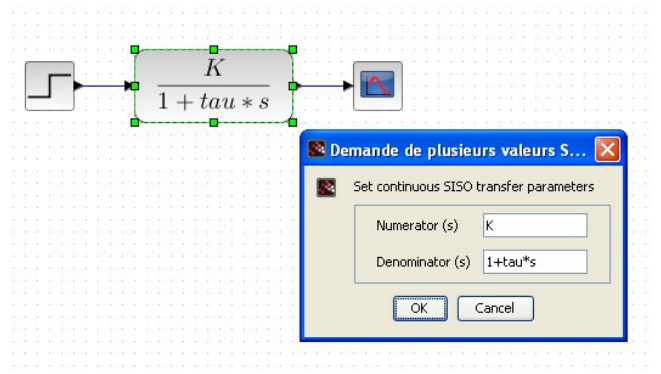 K
1 + tau * s
Demande de plusieurs valeurs S...
Set continuous SISO transfer parameters
Numerator (s) K
Denominator (s) 1+tau*s
OK Cancel